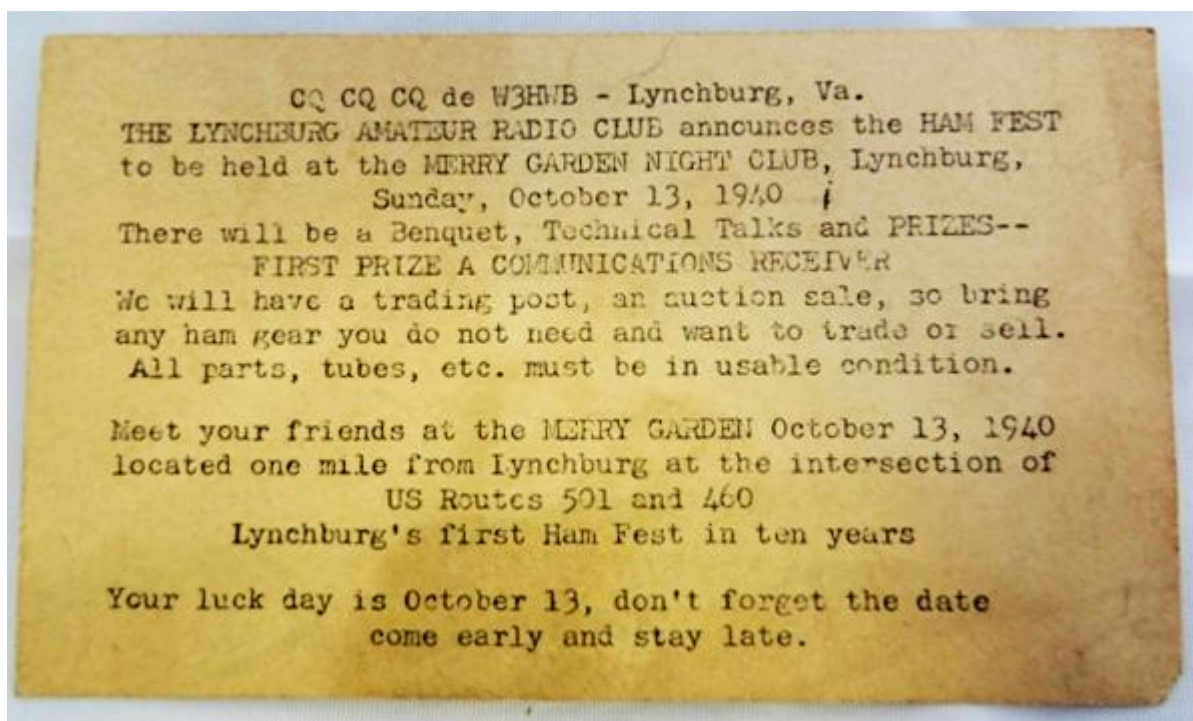 CQ CQ CQ de W3HWB - Lynchburg, Va.
THE LYNCHBURG AMATEUR RADIO CLUB announces the HAM FEST
to be held at the MERRY GARDEN NIGHT CLUB, Lynchburg,
Sunday, October 13, 1940
There will be a Benquet, Technical Talks and PRIZES--
FIRST PRIZE A COMMUNICATIONS RECEIVER
We will have a trading post, an auction sale, so bring
any ham gear you do not need and want to trade or sell.
All parts, tubes, etc. must be in usable condition.
Meet your friends at the MERRY GARDEN October 13, 1940
located one mile from Lynchburg at the intersection of
US Routes 501 and 460
Lynchburg's first Ham Fest in ten years
Your luck day is October 13, don't forget the date
come early and stay late.